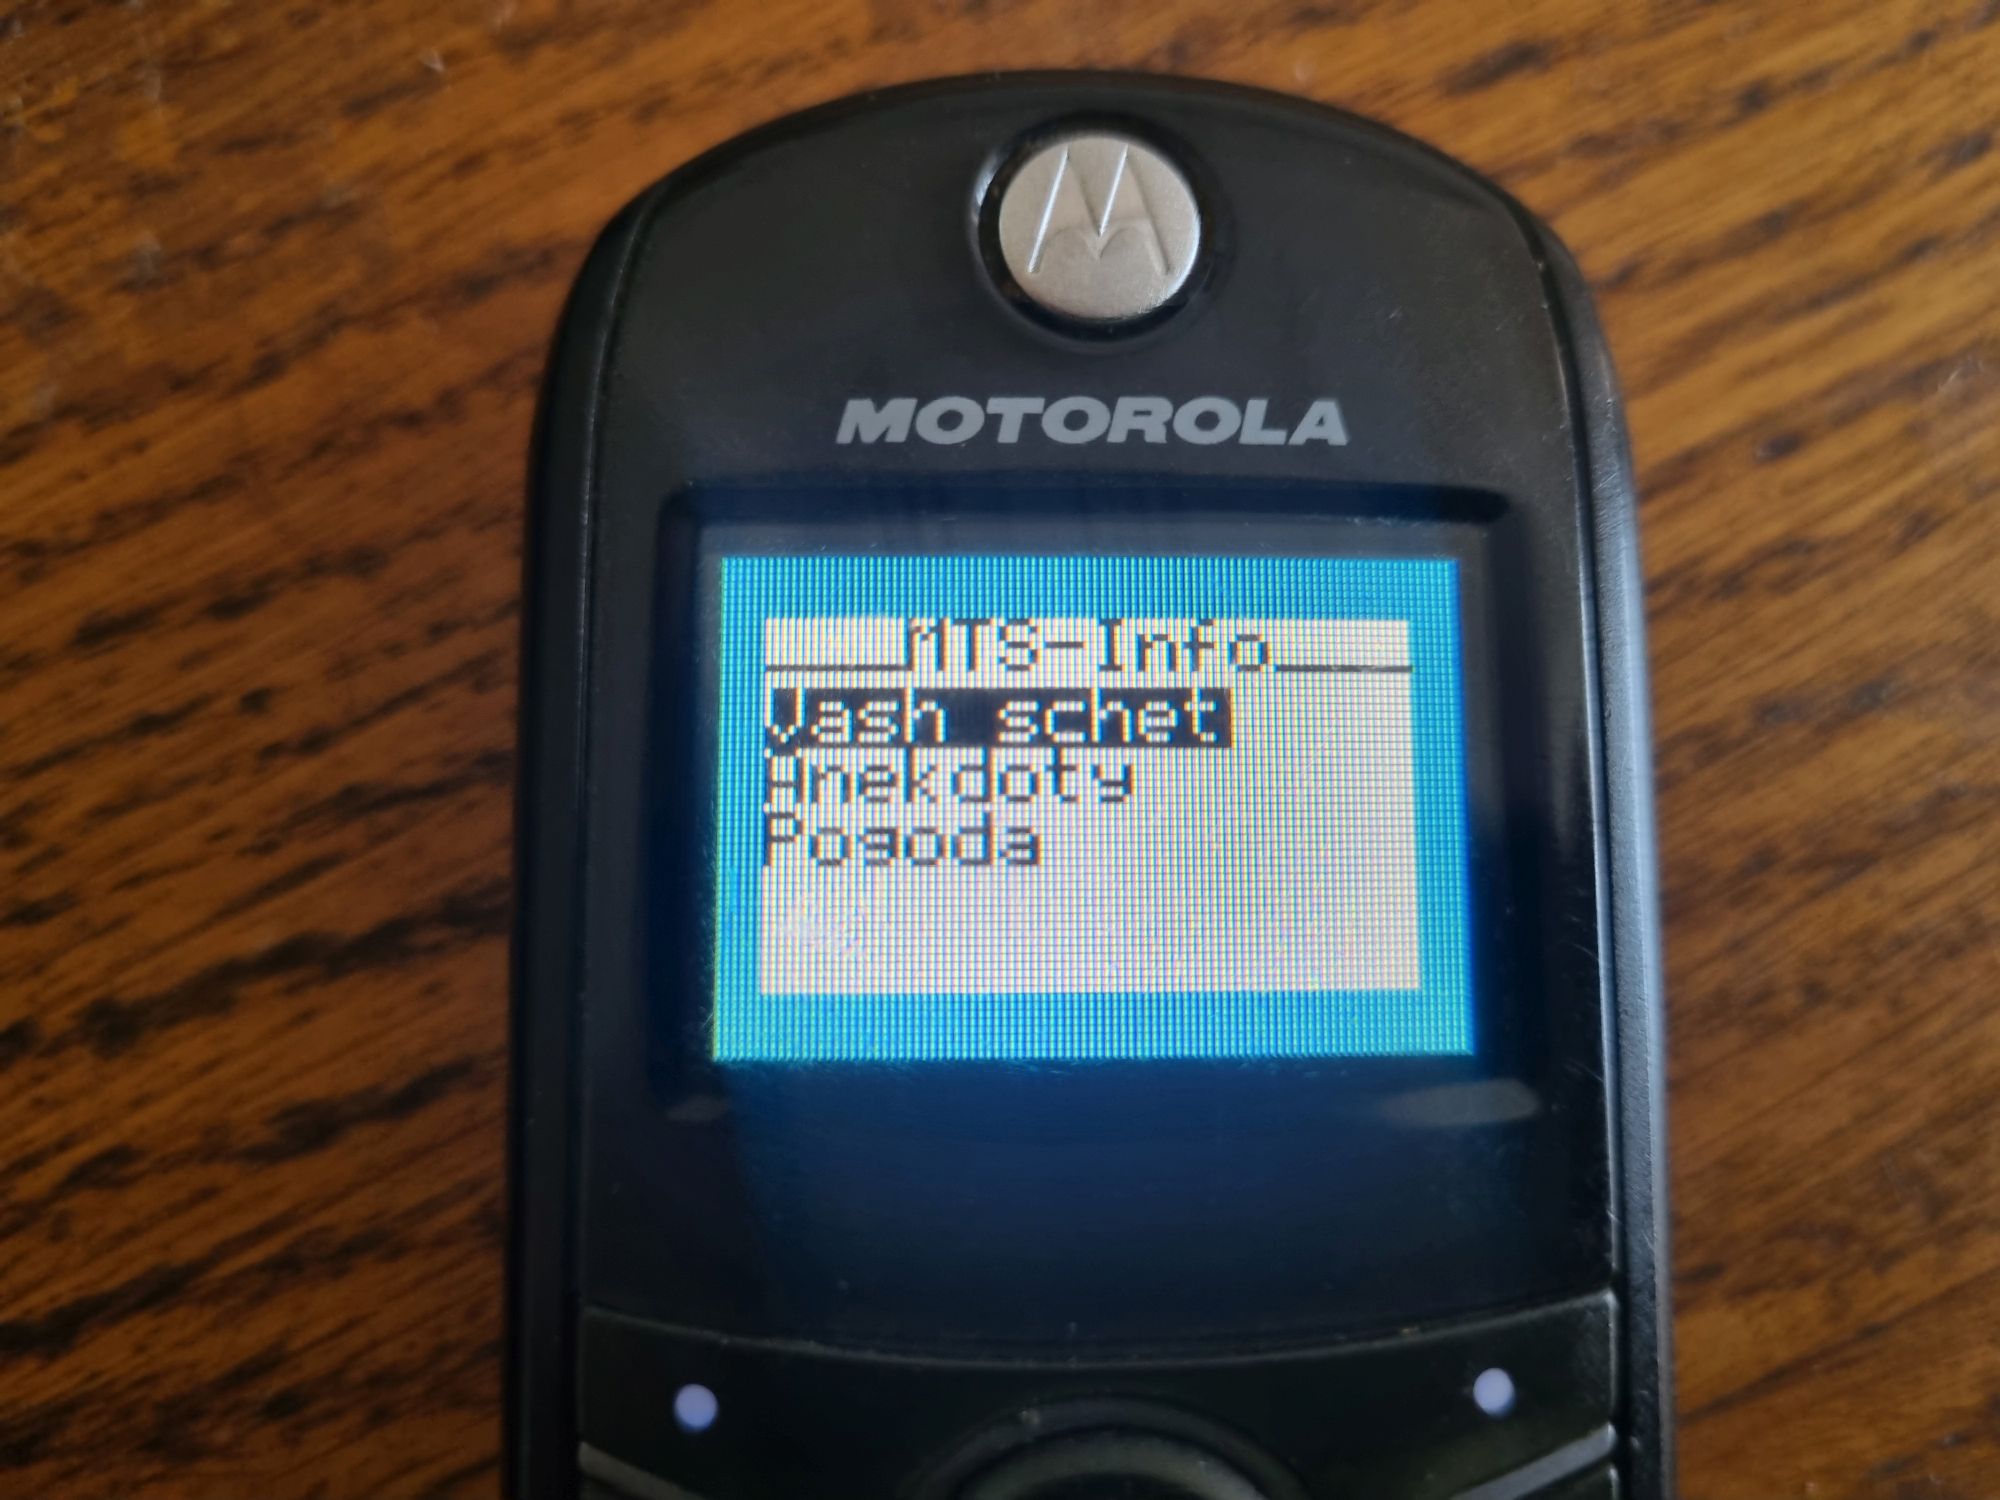 MOTOROLA
MTS-Info
Vash schet
Anekdoty
Pogoda